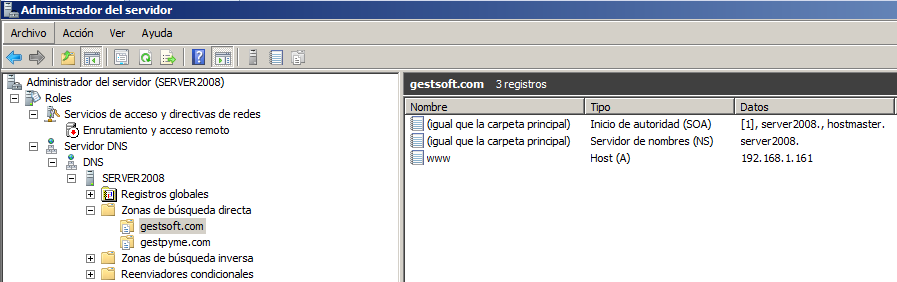 Administrador del servidor
Archivo Acción Ver Ayuda
Administrador del servidor (SERVER2008)
Roles
Servicios de acceso y directivas de redes
Enrutamiento y acceso remoto
Servidor DNS
DNS
SERVER2008
Registros globales
Zonas de búsqueda directa
gestsoft.com
gestpyme.com
Zonas de búsqueda inversa
Reenviadores condicionales
gestsoft.com 3 registros
Nombre Tipo Datos
(igual que la carpeta principal) Inicio de autoridad (SOA) [1], server2008., hostmaster.
(igual que la carpeta principal) Servidor de nombres (NS) server2008.
www Host (A) 192.168.1.161